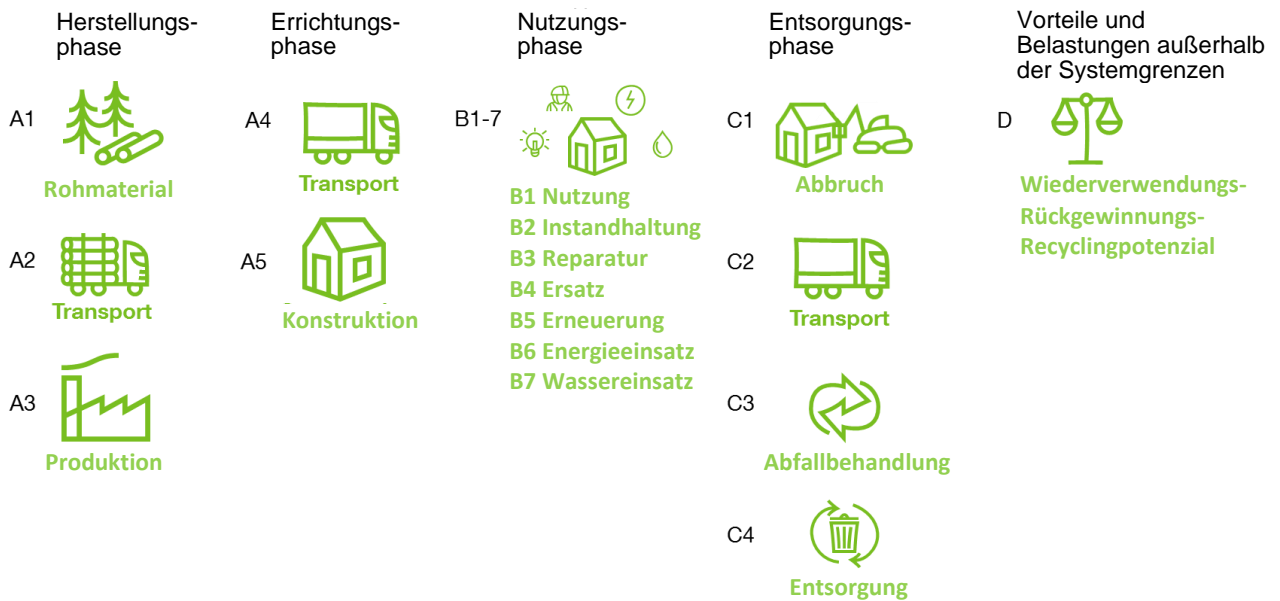 Herstellungs-
phase
A1
Rohmaterial
A2
Transport
A3
Produktion
Errichtungs-
phase
A4
Transport
A5
Konstruktion
Nutzungs-
phase
B1-7
B1 Nutzung
B2 Instandhaltung
B3 Reparatur
B4 Ersatz
B5 Erneuerung
B6 Energieeinsatz
B7 Wassereinsatz
Entsorgungs-
phase
C1
Abbruch
C2
Transport
C3
Abfallbehandlung
C4
Entsorgung
Vorteile und
Belastungen außerhalb
der Systemgrenzen
D
Wiederverwendungs-
Rückgewinnungs-
Recyclingpotenzial